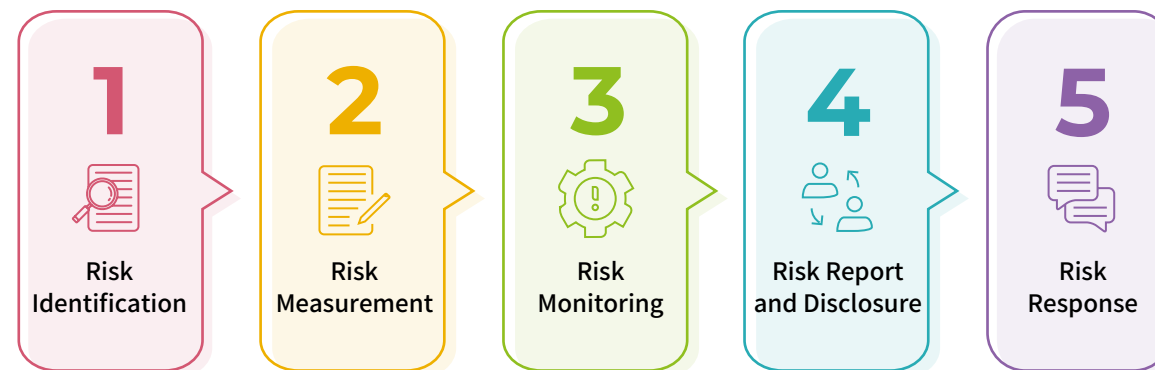 1
Risk
Identification
2
Risk
Measurement
3
Risk
Monitoring
4
Risk Report
and Disclosure
5
Risk
Response